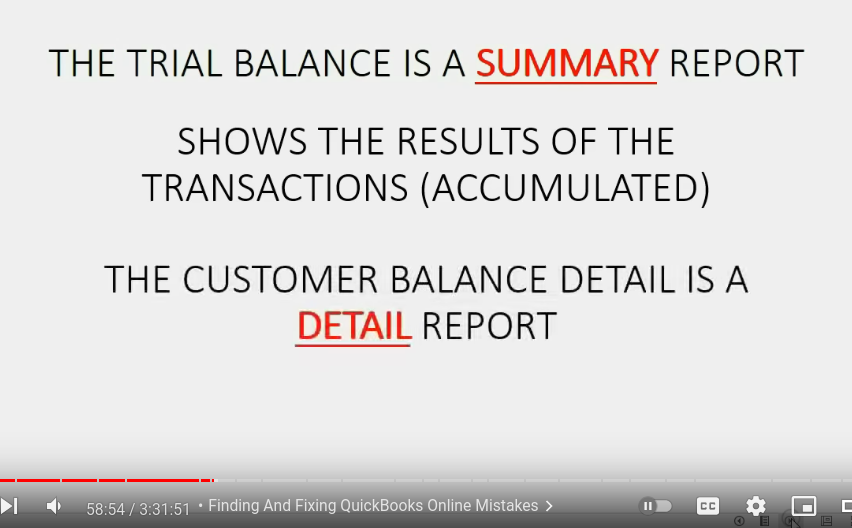 THE TRIAL BALANCE IS A SUMMARY REPORT
SHOWS THE RESULTS OF THE
TRANSACTIONS (ACCUMULATED)
THE CUSTOMER BALANCE DETAIL IS A
DETAIL REPORT
58:54 / 3:31:51 • Finding And Fixing QuickBooks Online Mistakes
CC